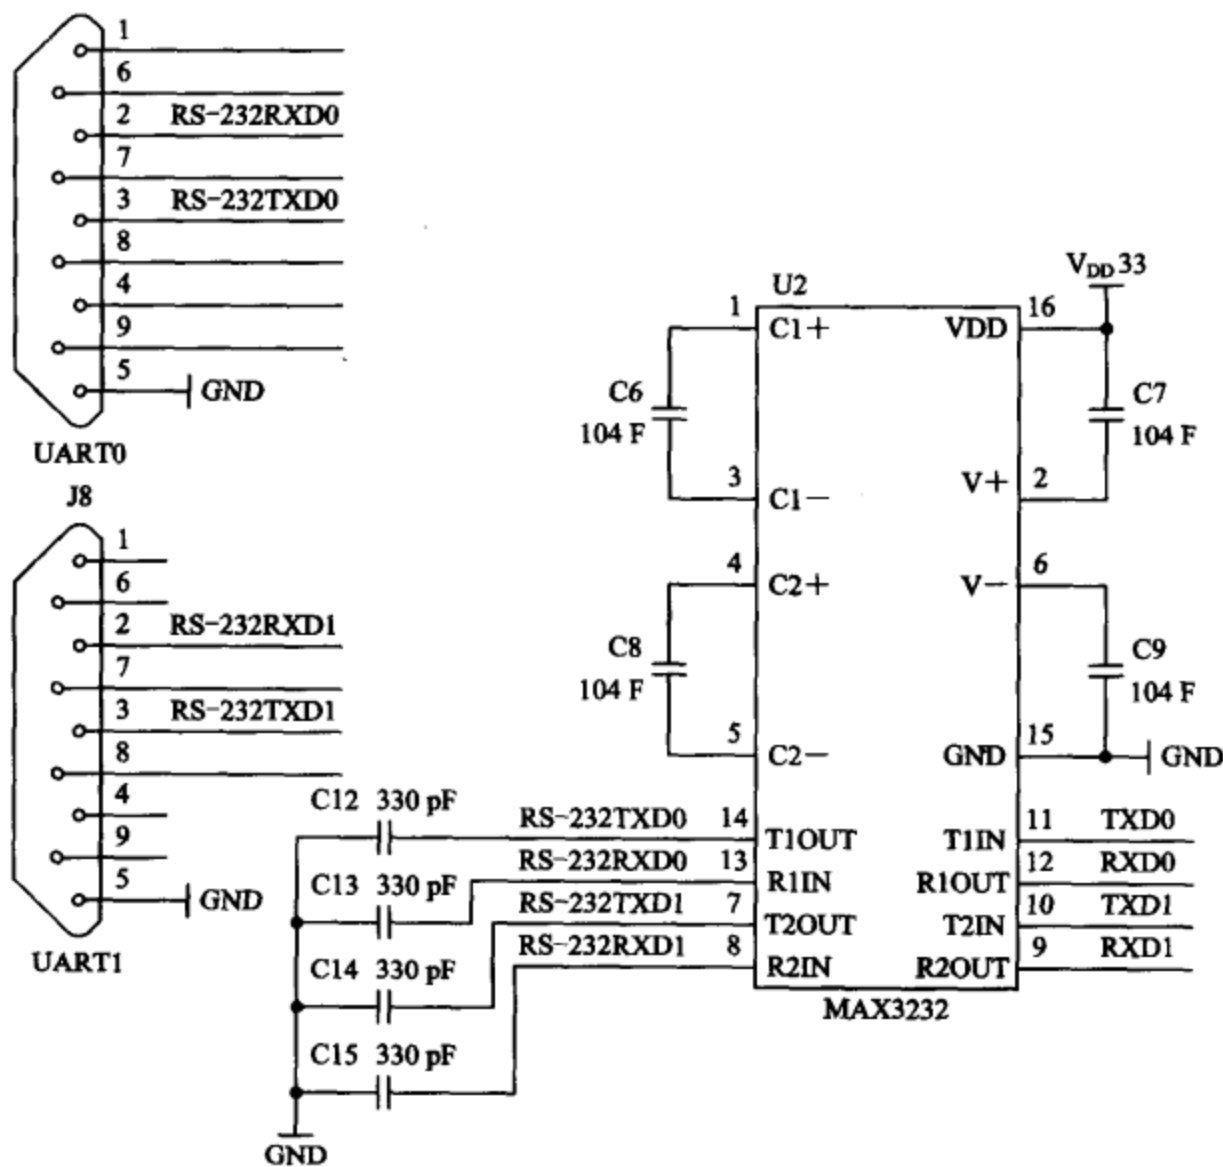 1
6
2 RS-232RXD0
7
3 RS-232TXD0
8
4
9
5 GND
UART0
J8
1
6
2 RS-232RXD1
7
3 RS-232TXD1
8
4
9
5 GND
UART1
U2
V_DD 33
1 C1+ VDD 16
C6 C7
104 F 104 F
3 C1- V+ 2
4 C2+ V- 6
C8 C9
104 F 104 F
5 C2- GND 15 GND
C12 330 pF RS-232TXD0 14 T1OUT T1IN 11 TXD0
RS-232RXD0 13 R1IN R1OUT 12 RXD0
C13 330 pF
RS-232TXD1 7 T2OUT T2IN 10 TXD1
RS-232RXD1 8 R2IN R2OUT 9 RXD1
C14 330 pF
MAX3232
C15 330 pF
GND